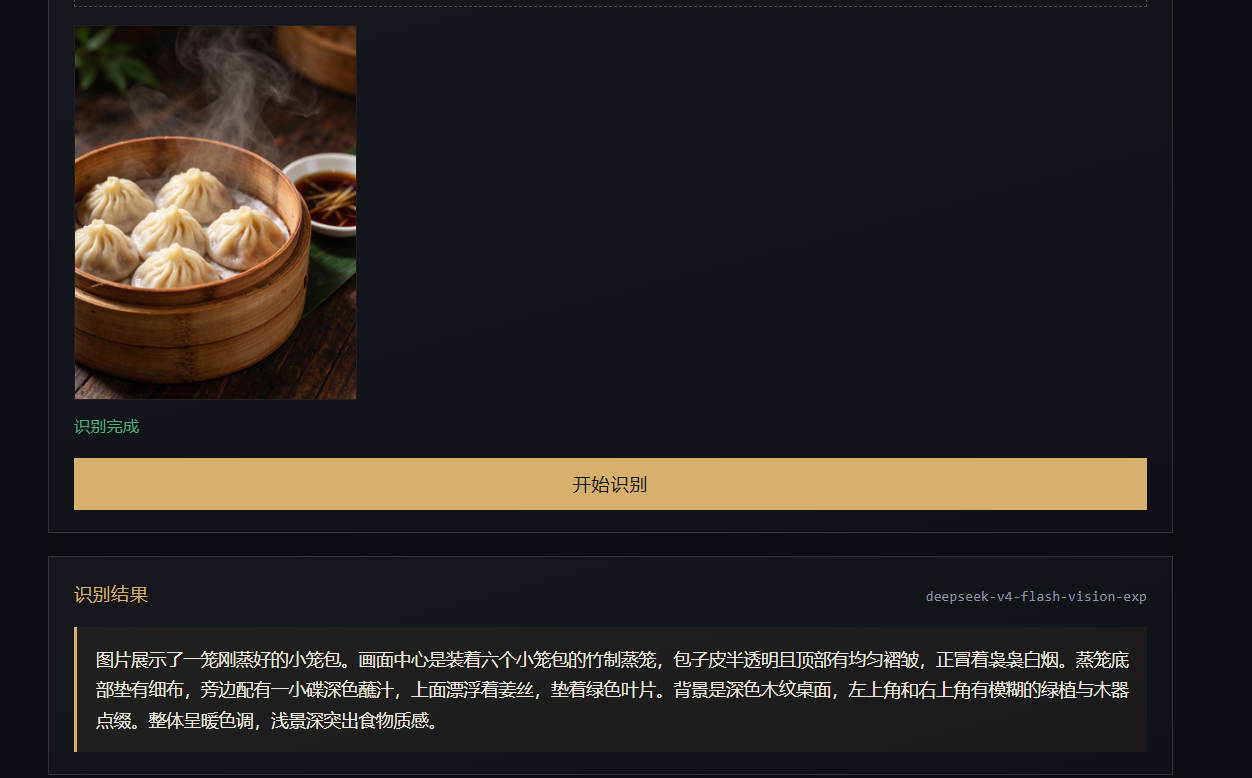 识别完成
开始识别
识别结果
deepseek-v4-flash-vision-exp
图片展示了一笼刚蒸好的小笼包。画面中心是装着六个小笼包的竹制蒸笼，包子皮半透明且顶部有均匀褶皱，正冒着袅袅白烟。蒸笼底
部垫有细布，旁边配有一小碟深色蘸汁，上面漂浮着姜丝，垫着绿色叶片。背景是深色木纹桌面，左上角和右上角有模糊的绿植与木器
点缀。整体呈暖色调，浅景深突出食物质感。